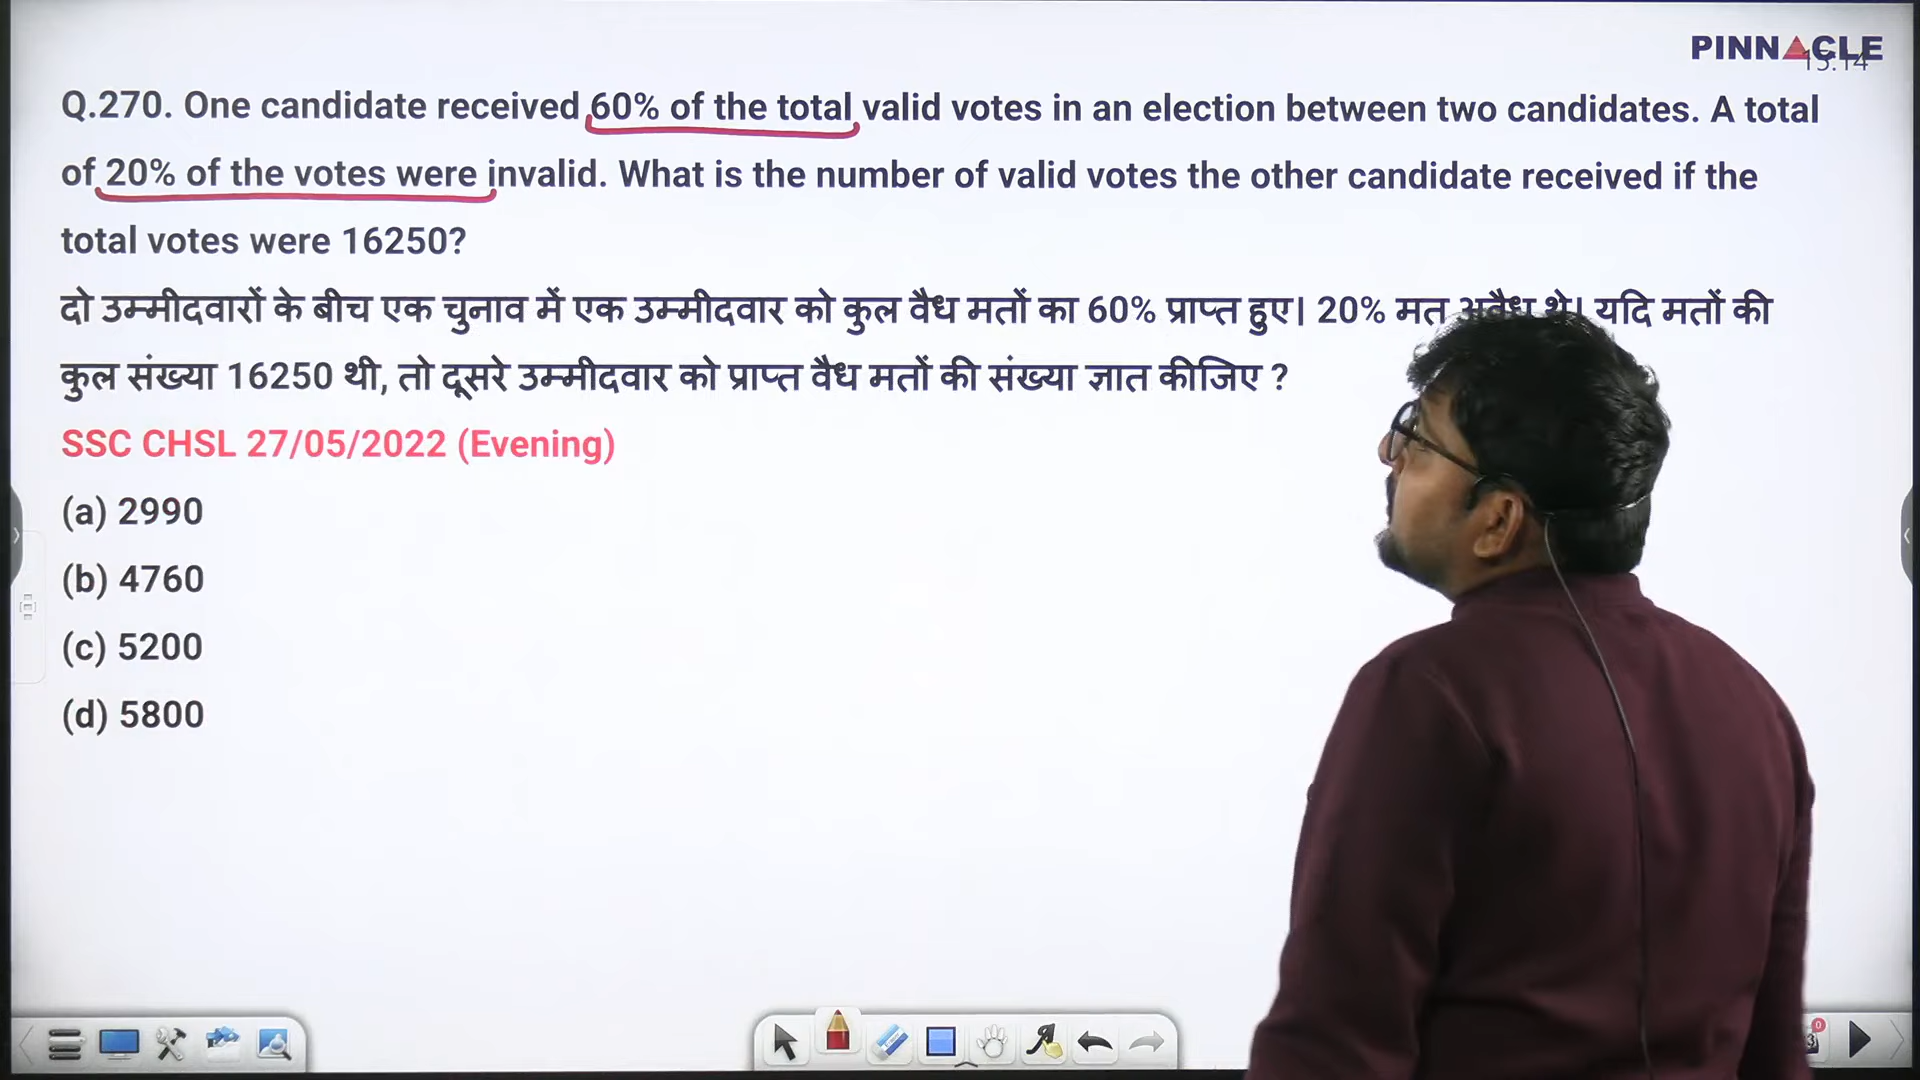 PINNACLE
15:14
Q.270. One candidate received 60% of the total valid votes in an election between two candidates. A total
of 20% of the votes were invalid. What is the number of valid votes the other candidate received if the
total votes were 16250?
दो उम्मीदवारों के बीच एक चुनाव में एक उम्मीदवार को कुल वैध मतों का 60% प्राप्त हुए| 20% मत अवैध थे| यदि मतों की
कुल संख्या 16250 थी, तो दूसरे उम्मीदवार को प्राप्त वैध मतों की संख्या ज्ञात कीजिए ?
SSC CHSL 27/05/2022 (Evening)
(a) 2990
(b) 4760
(c) 5200
(d) 5800